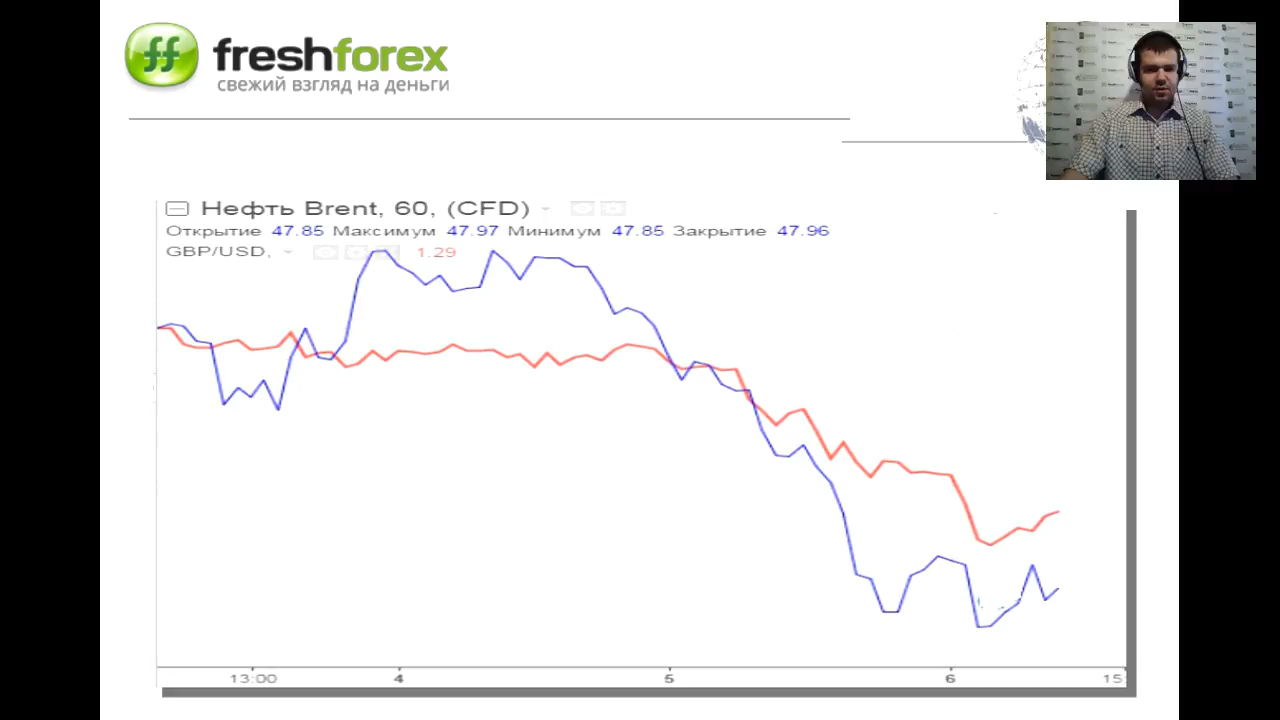 ff freshforex
свежий взгляд на деньги
Нефть Brent, 60, (CFD)
Открытие 47.85 Максимум 47.97 Минимум 47.85 Закрытие 47.96
GBP/USD, 1.29
13:00 4 5 6 15: